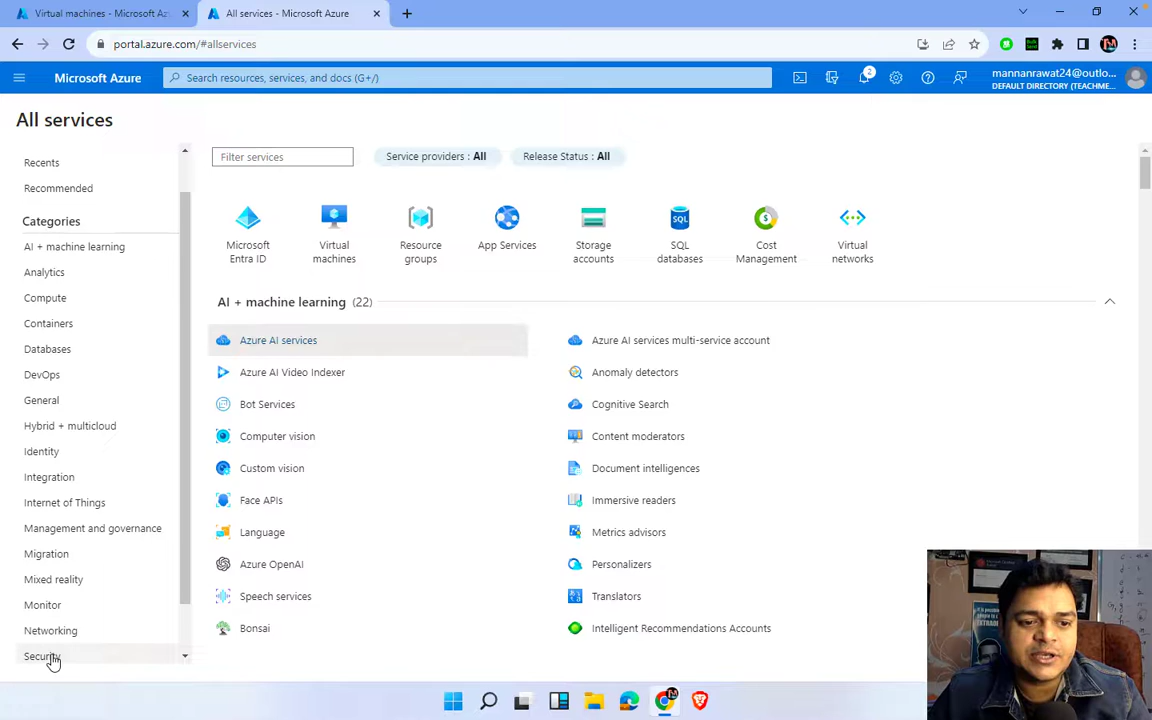 Virtual machines - Microsoft Az
All services - Microsoft Azure
portal.azure.com/#allservices
Microsoft Azure
Search resources, services, and docs (G+/)
2
mannanrawat24@outlo...
DEFAULT DIRECTORY (TEACHME...
All services
Recents
Recommended
Categories
AI + machine learning
Analytics
Compute
Containers
Databases
DevOps
General
Hybrid + multicloud
Identity
Integration
Internet of Things
Management and governance
Migration
Mixed reality
Monitor
Networking
Security
Filter services
Service providers : All
Release Status : All
Microsoft
Entra ID
Virtual
machines
Resource
groups
App Services
Storage
accounts
SQL
SQL
databases
Cost
Management
Virtual
networks
AI + machine learning (22)
Azure AI services
Azure AI services multi-service account
Azure AI Video Indexer
Anomaly detectors
Bot Services
Cognitive Search
Computer vision
Content moderators
Custom vision
Document intelligences
Face APIs
Immersive readers
Language
Metrics advisors
Azure OpenAI
Personalizers
Speech services
Translators
Bonsai
Intelligent Recommendations Accounts